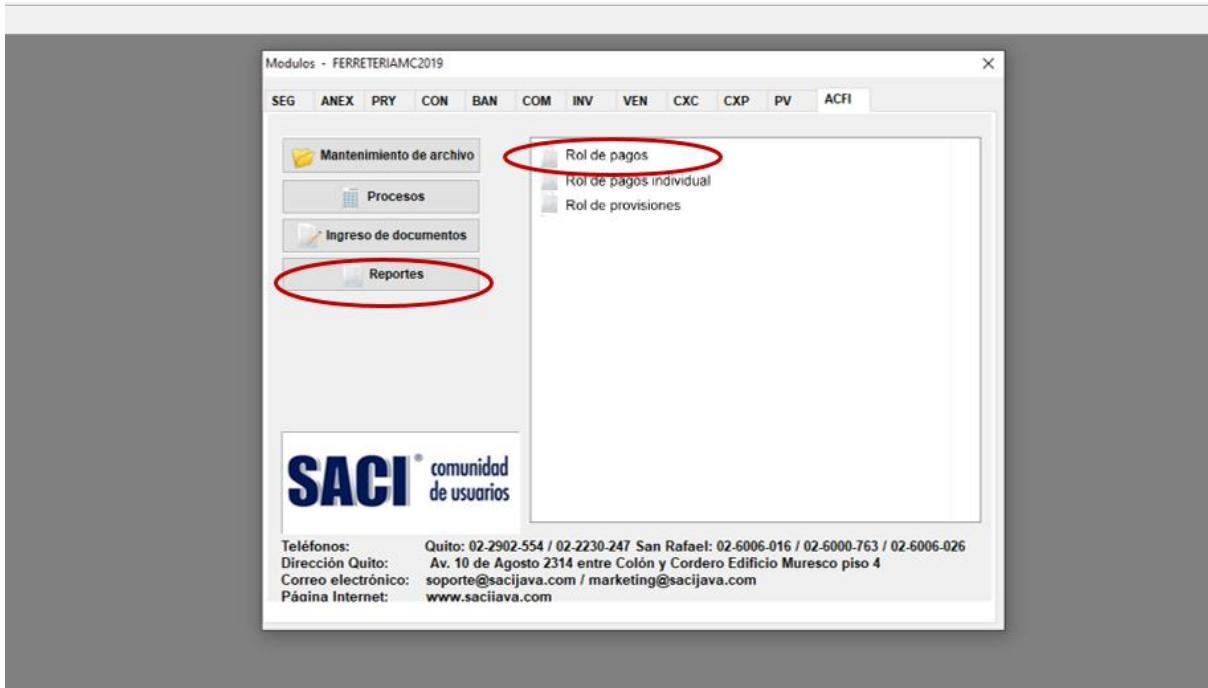 Modulos - FERRETERIAMC2019
SEG ANEX PRY CON BAN COM INV VEN CXC CXP PV ACFI
Mantenimiento de archivo
Procesos
Ingreso de documentos
Reportes
Rol de pagos
Rol de pagos individual
Rol de provisiones
SACI® comunidad
de usuarios
Teléfonos: Quito: 02-2902-554 / 02-2230-247 San Rafael: 02-6006-016 / 02-6000-763 / 02-6006-026
Dirección Quito: Av. 10 de Agosto 2314 entre Colón y Cordero Edificio Muresco piso 4
Correo electrónico: soporte@sacijava.com / marketing@sacijava.com
Página Internet: www.sacijava.com